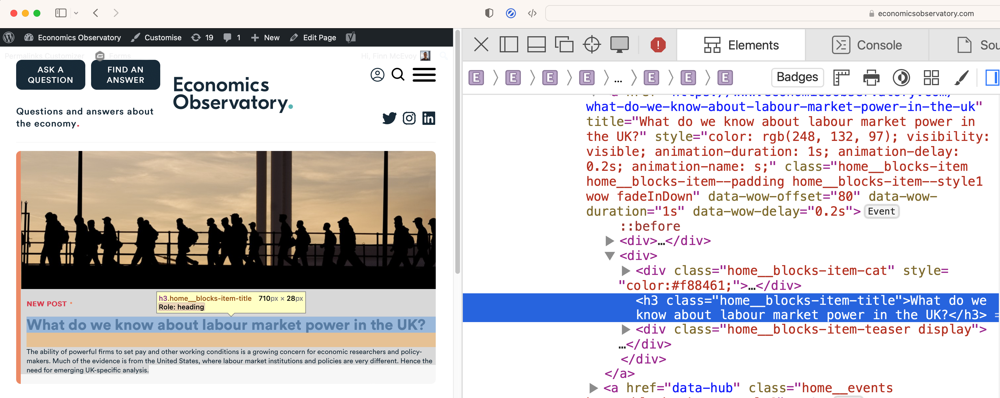 economicsobservatory.com
Economics Observatory Customise 19 1 New Edit Page
Permalinks Customizer Forms Hi, Finn McEvoy
ASK A
QUESTION
FIND AN
ANSWER
Economics
Observatory.
Questions and answers about
the economy.
NEW POST
h3.home__blocks-item-title 710px × 28px
Role: heading
What do we know about labour market power in the UK?
The ability of powerful firms to set pay and other working conditions is a growing concern for economic researchers and policy-
makers. Much of the evidence is from the United States, where labour market institutions and policies are very different. Hence the
need for emerging UK-specific analysis.
Elements Console Sou
E E E E ... E E E Badges
<a href="https://www.economicsobservatory.com/
what-do-we-know-about-labour-market-power-in-the-uk"
title="What do we know about labour market power in
the UK?" style="color: rgb(248, 132, 97); visibility:
visible; animation-duration: 1s; animation-delay:
0.2s; animation-name: s;" class="home__blocks-item
home__blocks-item--padding home__blocks-item--style1
wow fadeInDown" data-wow-offset="80" data-wow-
duration="1s" data-wow-delay="0.2s"> Event
::before
<div>…</div>
<div>
<div class="home__blocks-item-cat" style=
"color:#f88461;">…</div>
<h3 class="home__blocks-item-title">What do we
know about labour market power in the UK?</h3> =
<div class="home__blocks-item-teaser display">
…</div>
</div>
</a>
<a href="data-hub" class="home__events